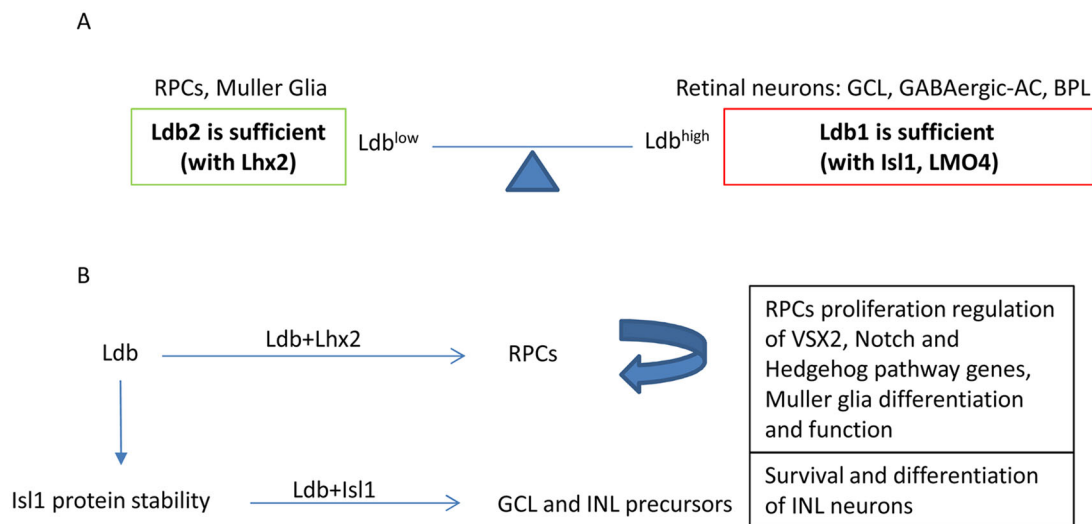 A
RPCs, Muller Glia
Retinal neurons: GCL, GABAergic-AC, BPL
Ldb2 is sufficient
(with Lhx2)
Ldblow
Ldbhigh
Ldb1 is sufficient
(with Isl1, LMO4)
B
Ldb
Ldb+Lhx2
RPCs
RPCs proliferation regulation
of VSX2, Notch and
Hedgehog pathway genes,
Muller glia differentiation
and function
Isl1 protein stability
Ldb+Isl1
GCL and INL precursors
Survival and differentiation
of INL neurons